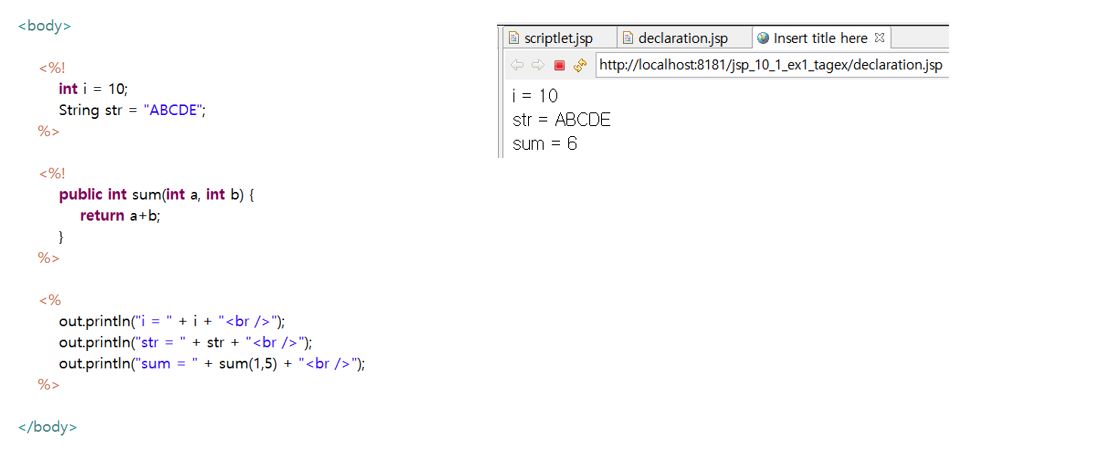 <body>
<%!
int i = 10;
String str = "ABCDE";
%>
<%!
public int sum(int a, int b) {
return a+b;
}
%>
<%
out.println("i = " + i + "<br />");
out.println("str = " + str + "<br />");
out.println("sum = " + sum(1,5) + "<br />");
%>
</body>
scriptlet.jsp declaration.jsp Insert title here
http://localhost:8181/jsp_10_1_ex1_tagex/declaration.jsp
i = 10
str = ABCDE
sum = 6